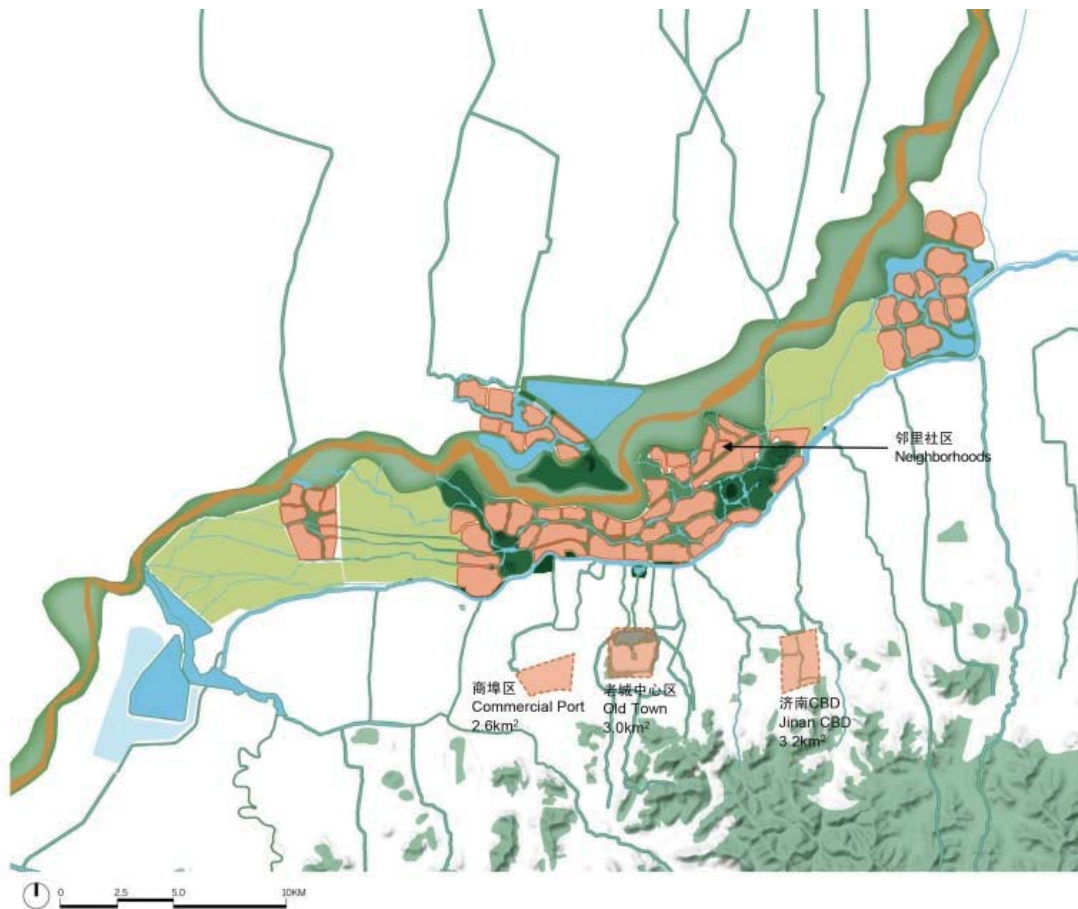 邻里社区
Neighborhoods
商埠区
Commercial Port
2.6km²
老城中心区
Old Town
3.0km²
济南CBD
Jinan CBD
3.2km²
0 2.5 5.0 10KM